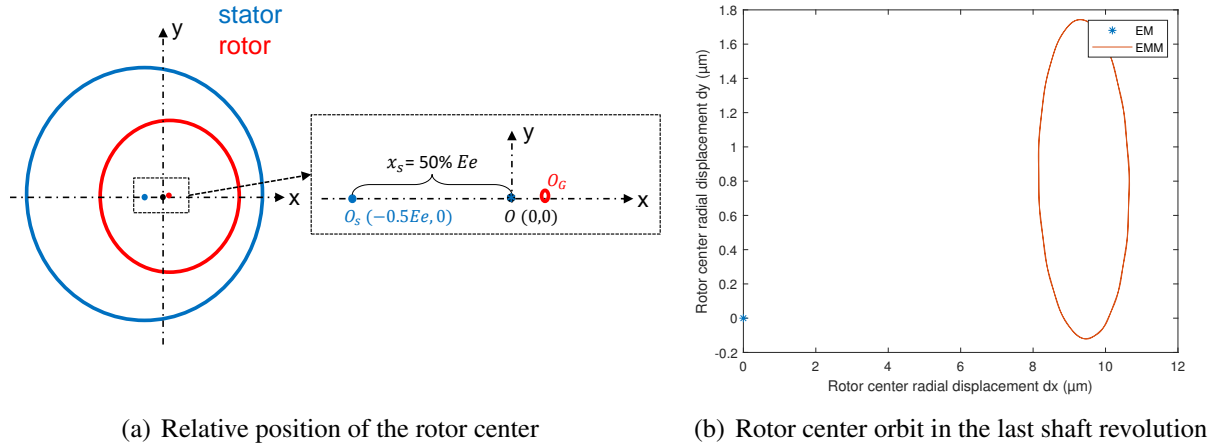 stator
rotor
y
x
y
x_s = 50% Ee
O_G
x
O_s (−0.5Ee, 0)
O (0,0)
(a) Relative position of the rotor center
1.8
1.6
1.4
1.2
1
0.8
0.6
0.4
0.2
0
-0.2
Rotor center radial displacement dy (μm)
EM
EMM
0 2 4 6 8 10 12
Rotor center radial displacement dx (μm)
(b) Rotor center orbit in the last shaft revolution